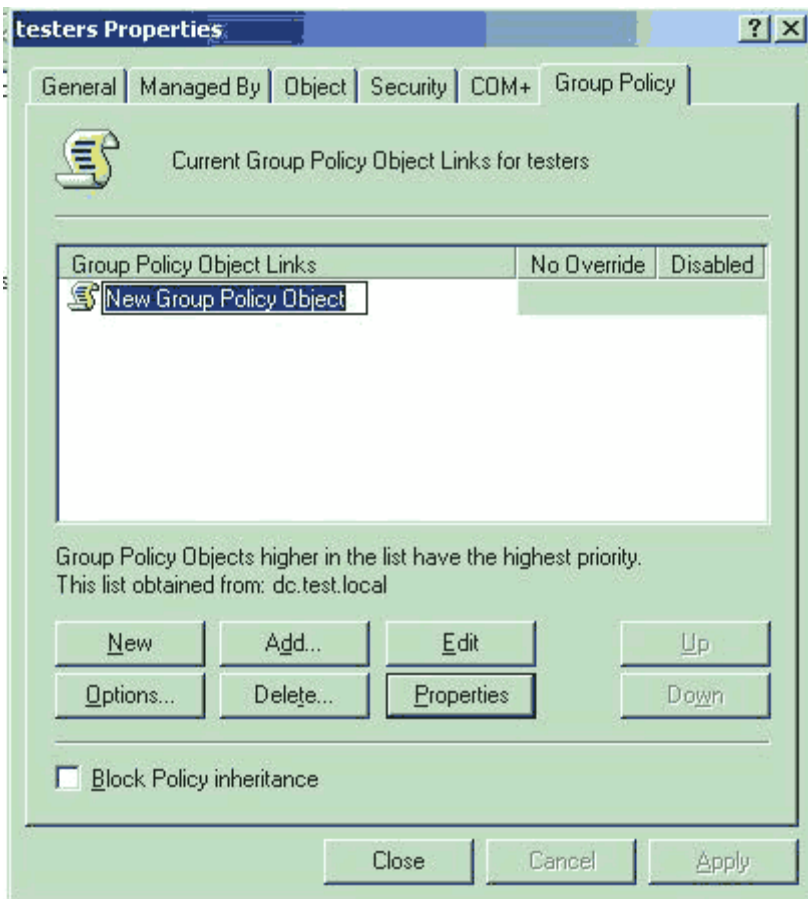 testers Properties
General Managed By Object Security COM+ Group Policy
Current Group Policy Object Links for testers
Group Policy Object Links No Override Disabled
New Group Policy Object
Group Policy Objects higher in the list have the highest priority.
This list obtained from: dc.test.local
New Add... Edit Up
Options... Delete... Properties Down
Block Policy inheritance
Close Cancel Apply